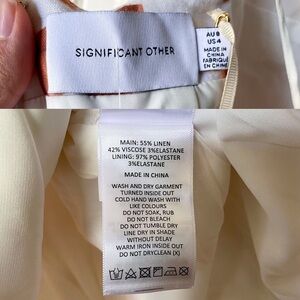 SIGNIFICANT OTHER
AU 8
US 4
MADE IN
CHINA
FABRIQUÉ
EN CHINE
MAIN: 55% LINEN
42% VISCOSE 3%ELASTANE
LINING: 97% POLYESTER
3%ELASTANE
MADE IN CHINA
WASH AND DRY GARMENT
TURNED INSIDE OUT
COLD HAND WASH WITH
LIKE COLOURS
DO NOT SOAK, RUB
DO NOT BLEACH
DO NOT TUMBLE DRY
LINE DRY IN SHADE
WITHOUT DELAY
WARM IRON INSIDE OUT
DO NOT DRYCLEAN (X)